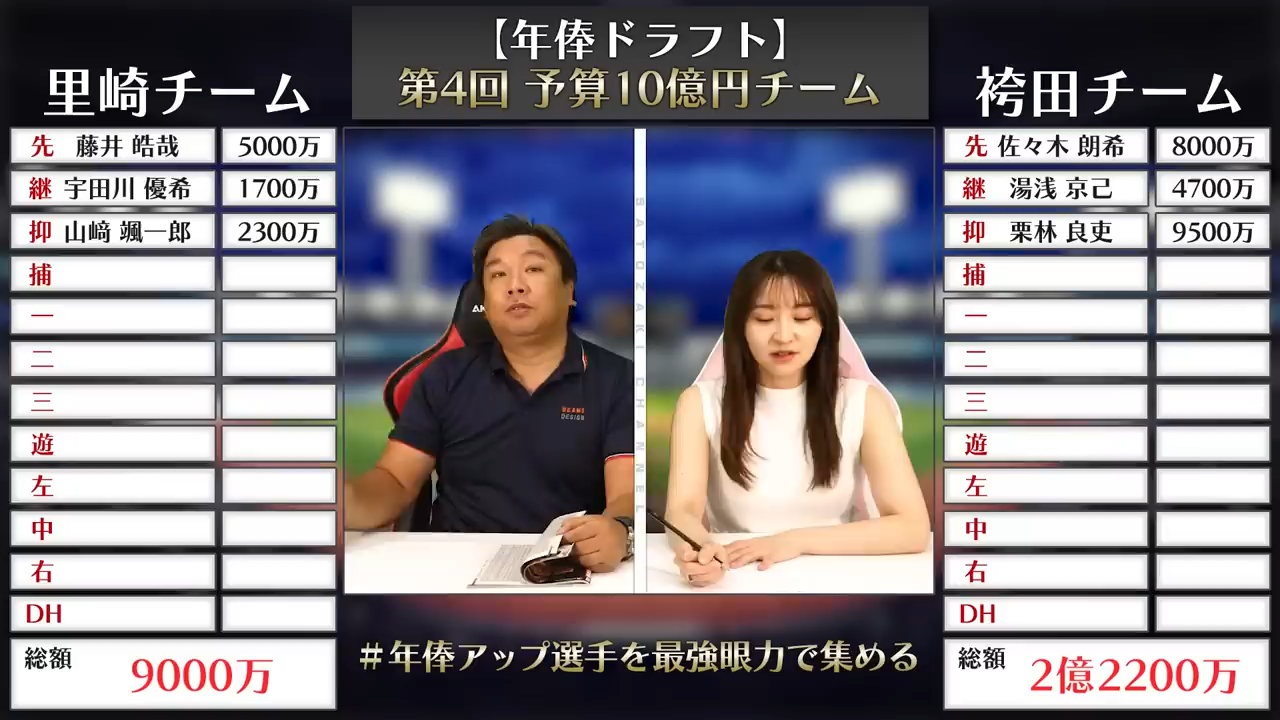 【年俸ドラフト】
第4回 予算10億円チーム
里崎チーム
先 藤井 皓哉 5000万
継 宇田川 優希 1700万
抑 山﨑 颯一郎 2300万
捕
一
二
三
遊
左
中
右
DH
総額 9000万
袴田チーム
先 佐々木 朗希 8000万
継 湯浅 京己 4700万
抑 栗林 良吏 9500万
捕
一
二
三
遊
左
中
右
DH
総額 2億2200万
SATOZAKI CHANNEL
BEAMS
DESIGN
AK
#年俸アップ選手を最強眼力で集める